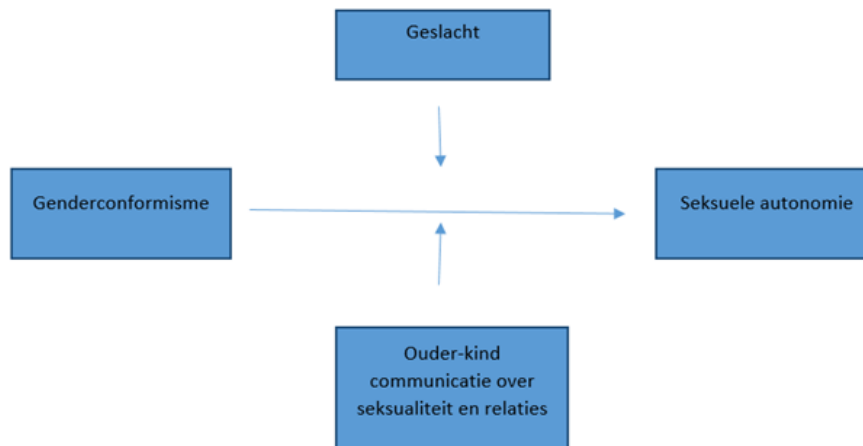 Geslacht
Genderconformisme
Seksuele autonomie
Ouder-kind
communicatie over
seksualiteit en relaties